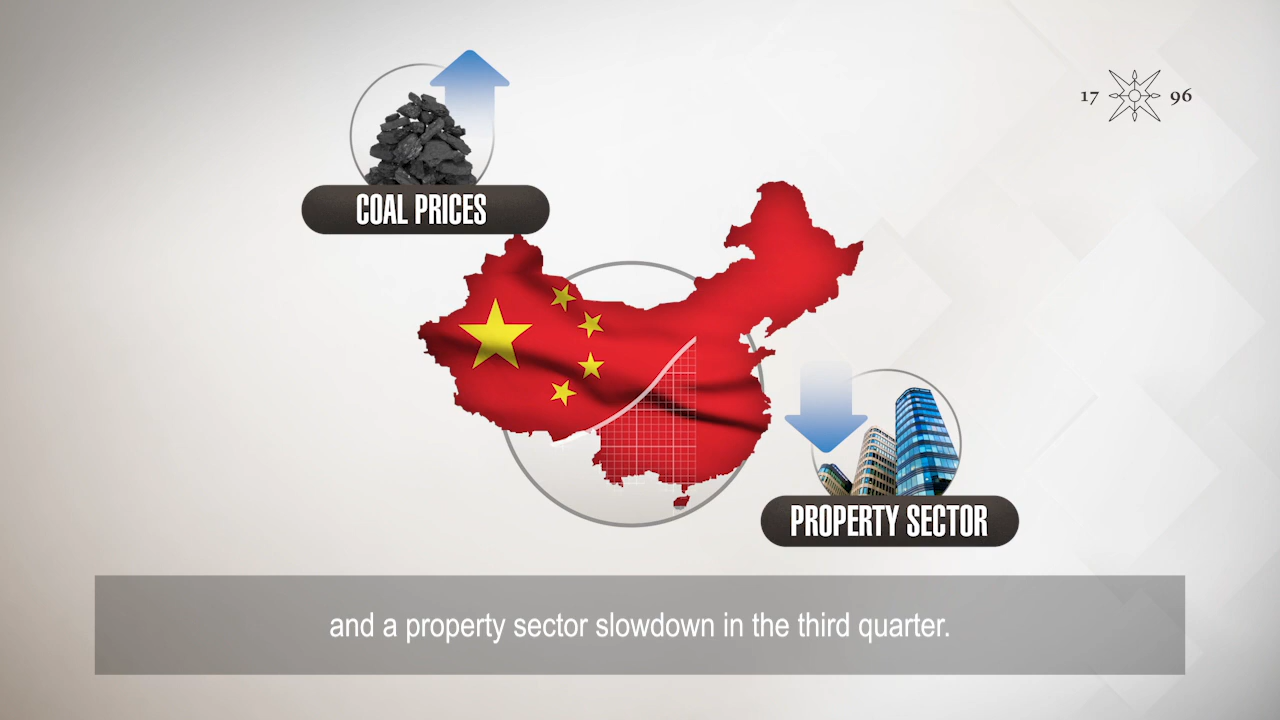 17 96
COAL PRICES
PROPERTY SECTOR
and a property sector slowdown in the third quarter.